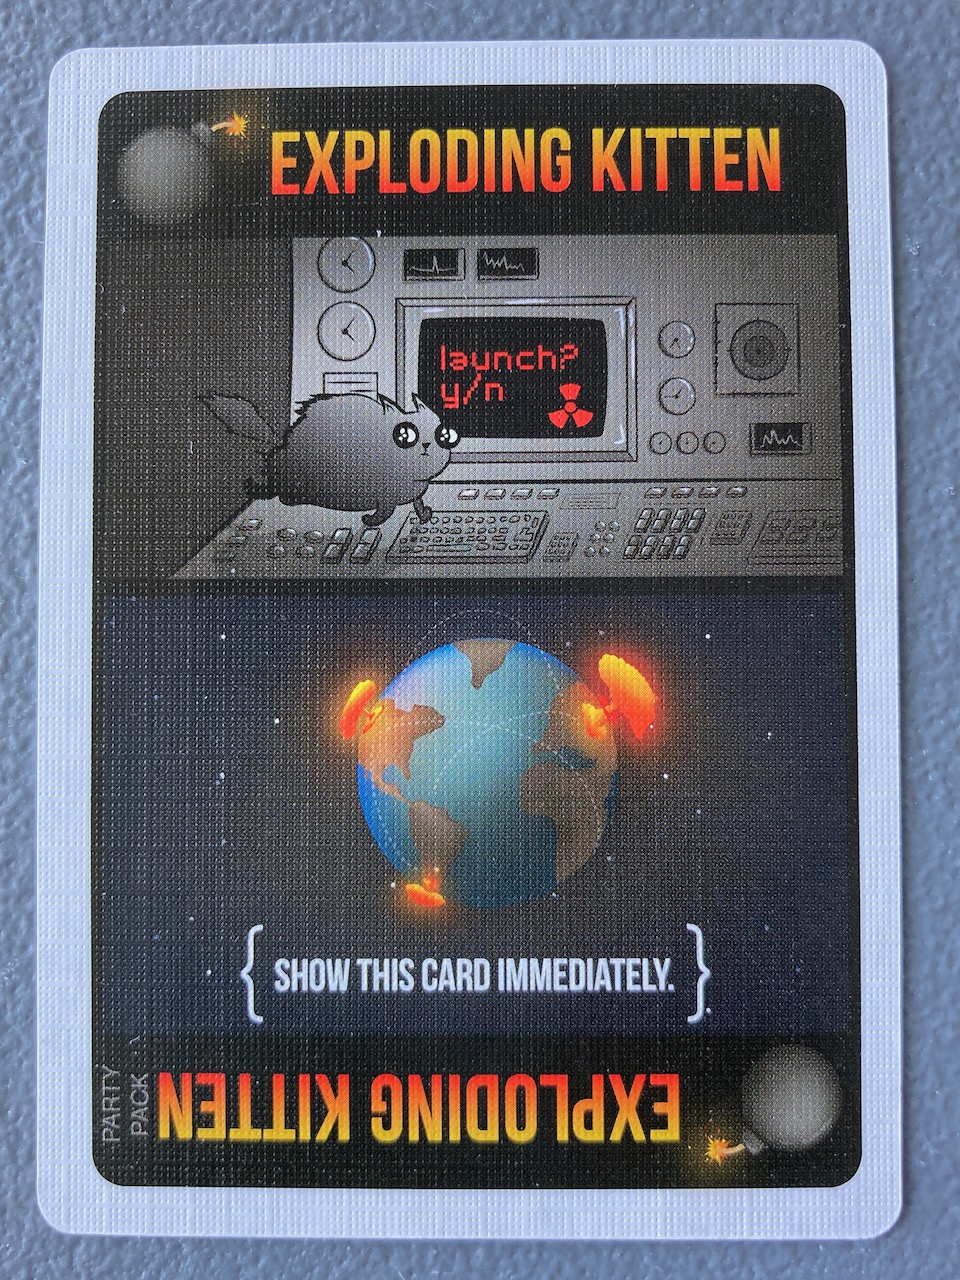 EXPLODING KITTEN
launch?
y/n
{ SHOW THIS CARD IMMEDIATELY. }
PARTY
PACK
EXPLODING KITTEN